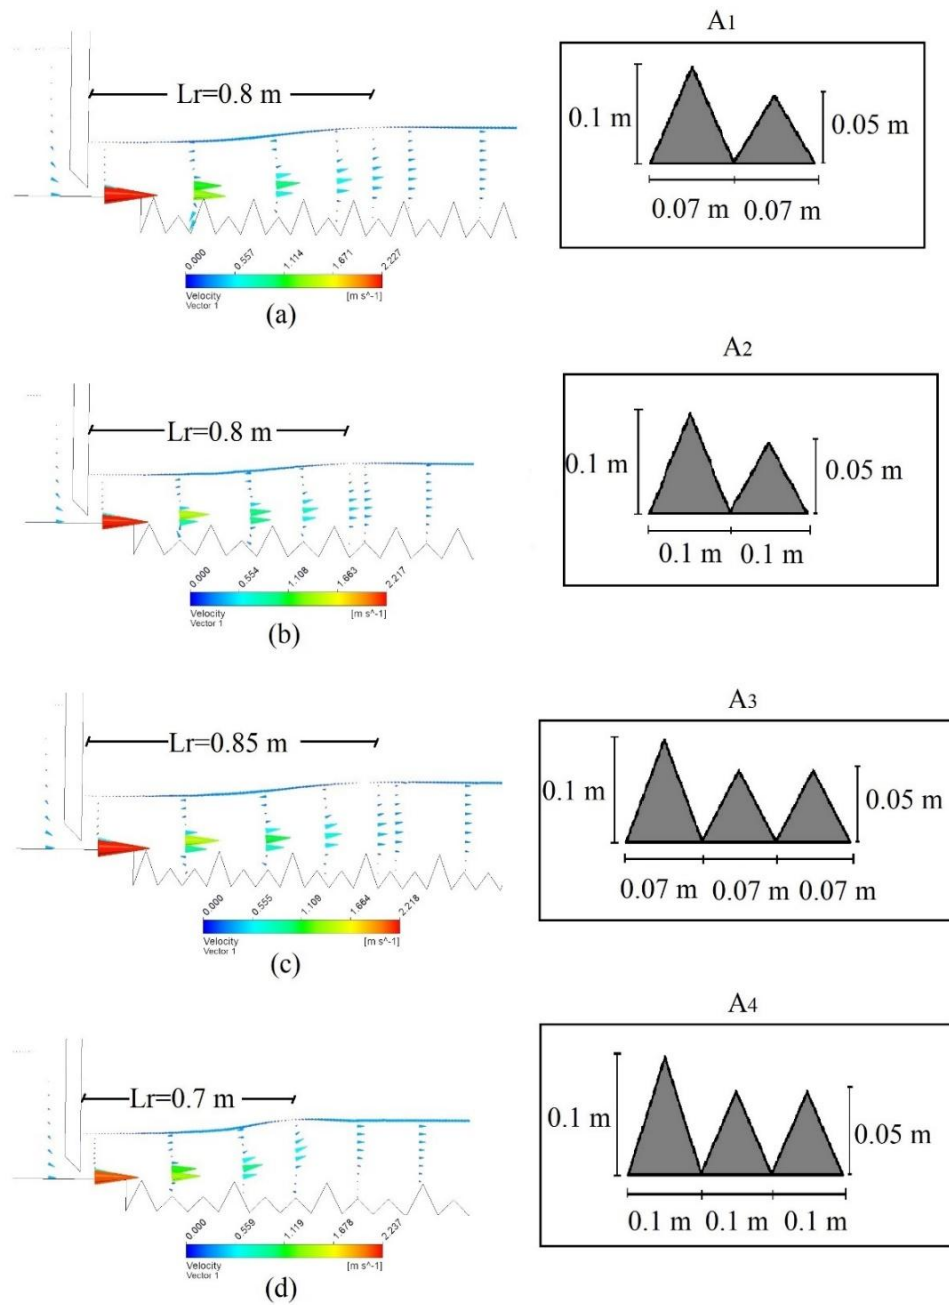 A1
Lr=0.8 m
0.1 m
0.05 m
0.07 m 0.07 m
0.000
0.557
1.114
1.671
2.227
Velocity
Vector 1
[m s^-1]
(a)
A2
Lr=0.8 m
0.1 m
0.05 m
0.1 m 0.1 m
0.000
0.554
1.108
1.663
2.217
Velocity
Vector 1
[m s^-1]
(b)
A3
Lr=0.85 m
0.1 m
0.05 m
0.07 m 0.07 m 0.07 m
0.000
0.555
1.109
1.664
2.218
Velocity
Vector 1
[m s^-1]
(c)
A4
Lr=0.7 m
0.1 m
0.05 m
0.1 m 0.1 m 0.1 m
0.000
0.559
1.119
1.678
2.237
Velocity
Vector 1
[m s^-1]
(d)